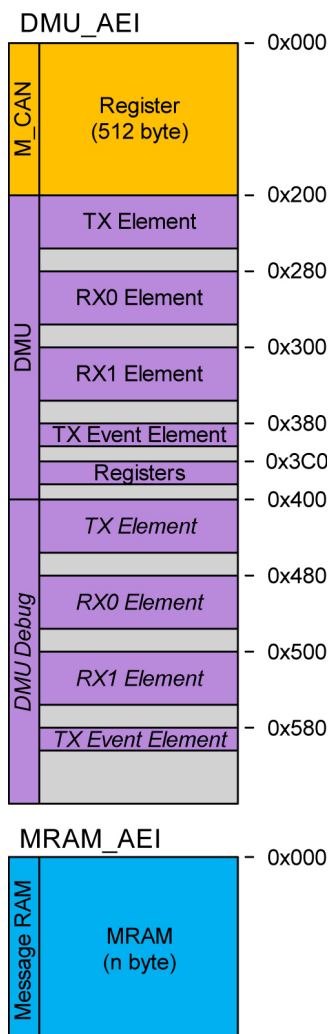 DMU_AEI
0x000
M_CAN
Register
(512 byte)
0x200
DMU
TX Element
0x280
RX0 Element
0x300
RX1 Element
0x380
TX Event Element
0x3C0
Registers
0x400
DMU Debug
TX Element
0x480
RX0 Element
0x500
RX1 Element
0x580
TX Event Element
MRAM_AEI
0x000
Message RAM
MRAM
(n byte)